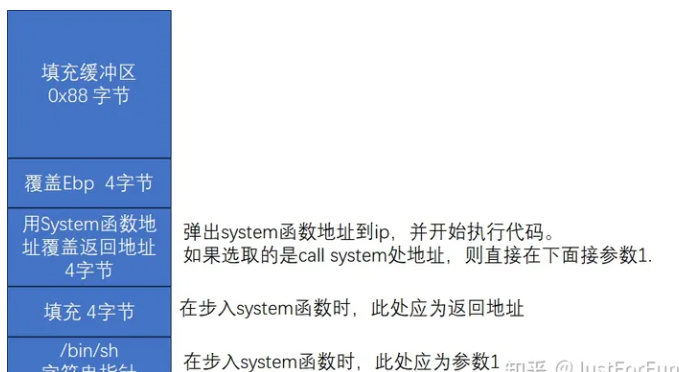 填充缓冲区
0x88 字节
覆盖Ebp 4字节
用System函数地
址覆盖返回地址
4字节
弹出system函数地址到ip，并开始执行代码。
如果选取的是call system处地址，则直接在下面接参数1.
填充 4字节
在步入system函数时，此处应为返回地址
/bin/sh
字符串指针
在步入system函数时，此处应为参数1
知乎 @JustForFun